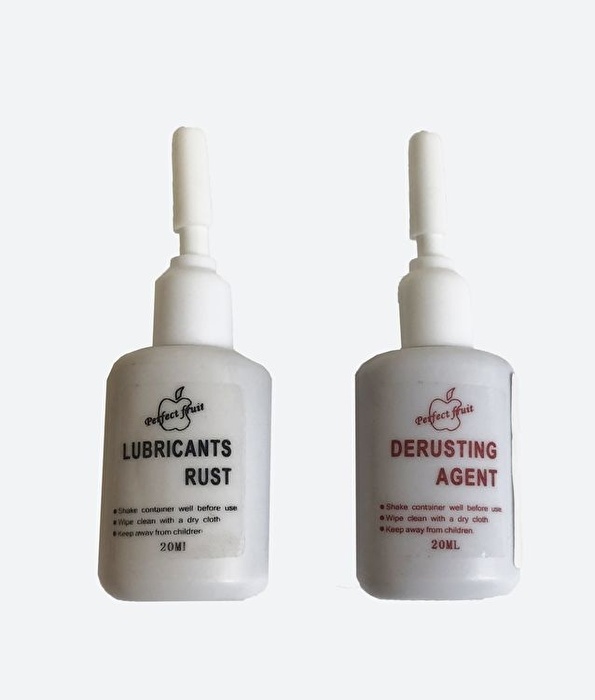 Perfect fruit
LUBRICANTS
RUST
Shake container well before use
Wipe clean with a dry cloth
Keep away from children
20Ml
Perfect fruit
DERUSTING
AGENT
Shake container well before use
Wipe clean with a dry cloth
Keep away from children
20ML